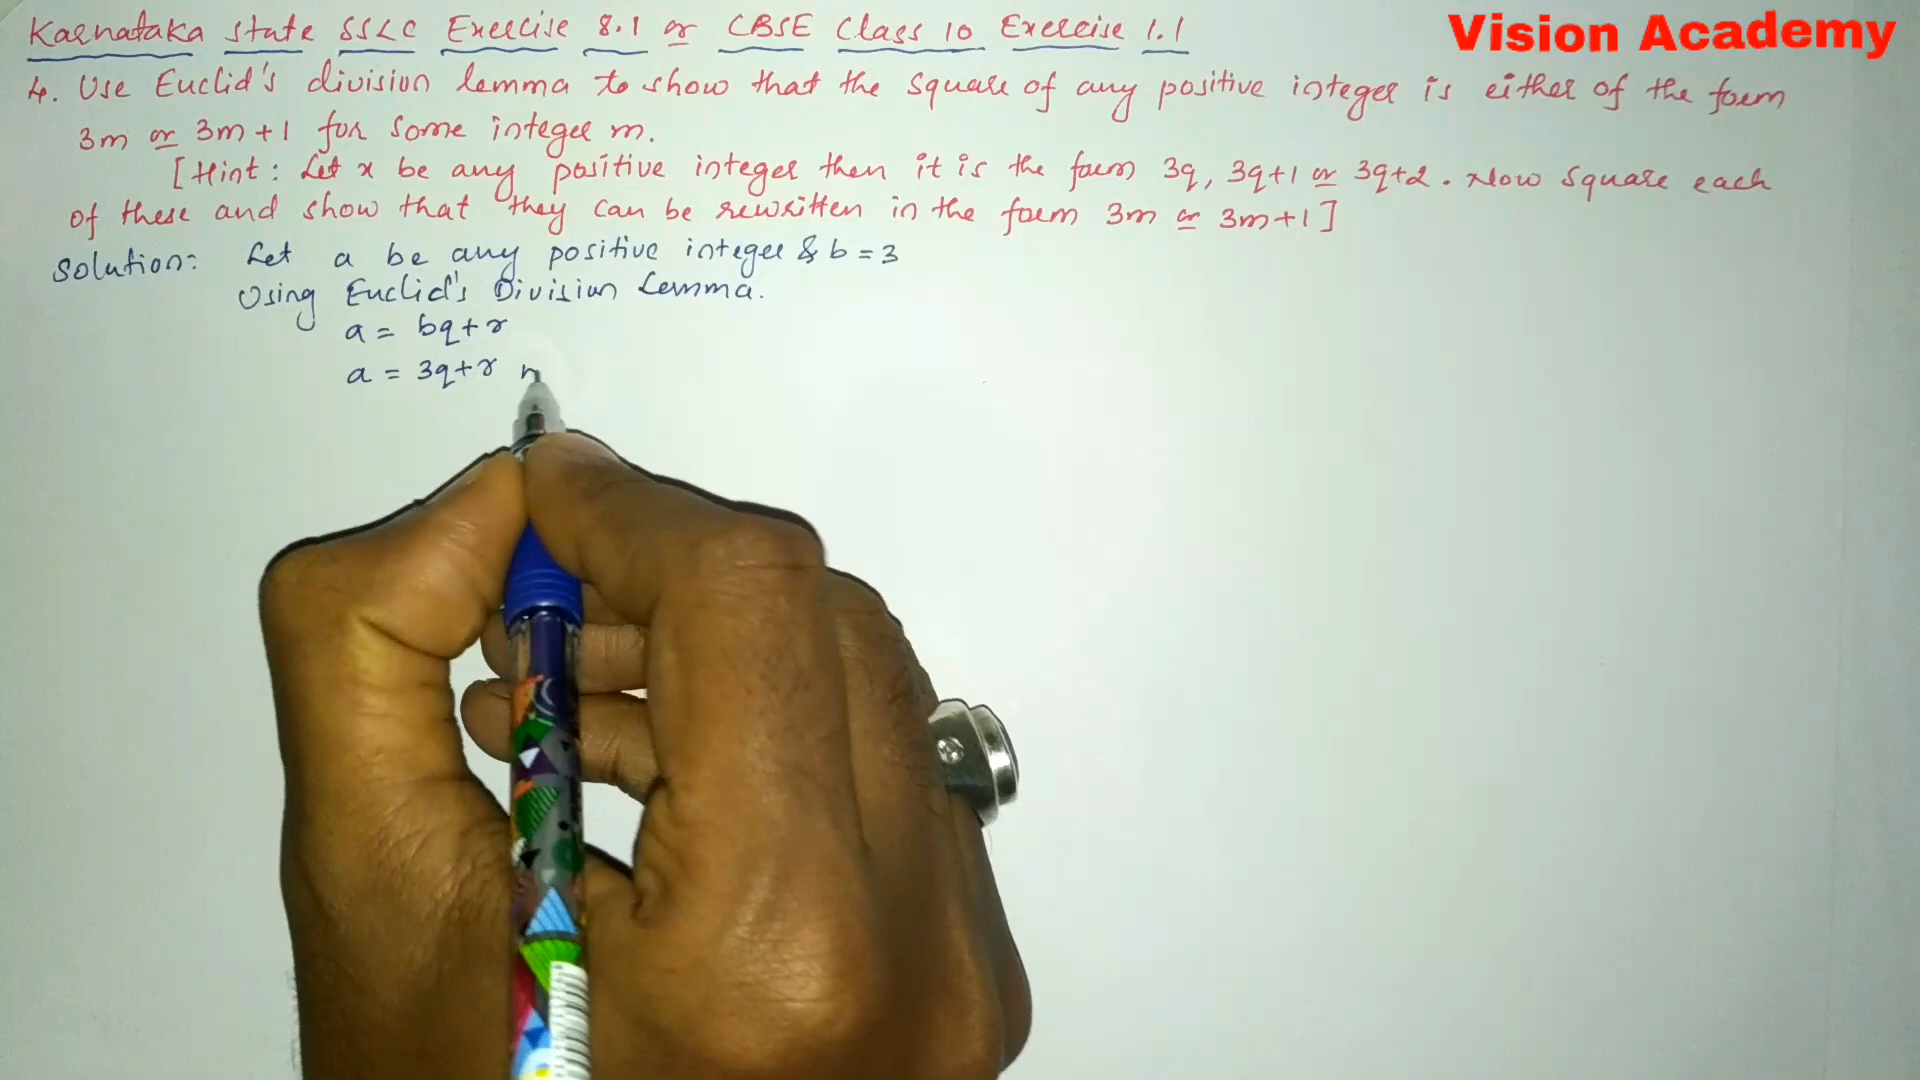 Karnataka State SSLC Exercise 8.1 or CBSE Class 10 Exercise 1.1
Vision Academy
4. Use Euclid's division lemma to show that the square of any positive integer is either of the form
3m or 3m+1 for some integer m.
[Hint: Let x be any positive integer then it is the form 3q, 3q+1 or 3q+2. Now square each
of these and show that they can be rewritten in the form 3m or 3m+1]
Solution: Let a be any positive integer & b = 3
Using Euclid's Division Lemma.
a = bq+r
a = 3q+r